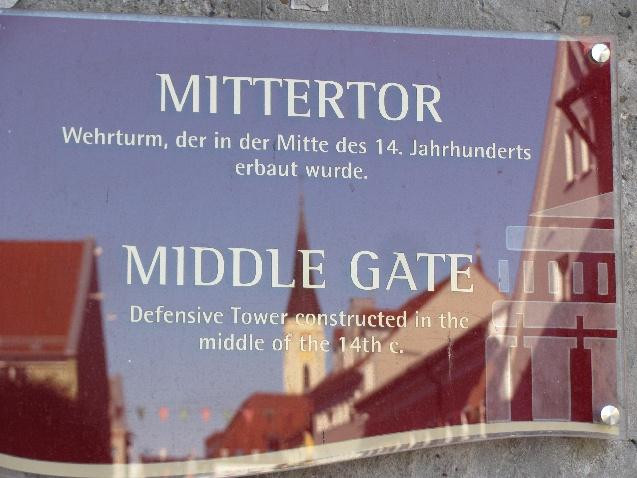 MITTERTOR
Wehrturm, der in der Mitte des 14. Jahrhunderts
erbaut wurde.
MIDDLE GATE
Defensive Tower constructed in the
middle of the 14th c.